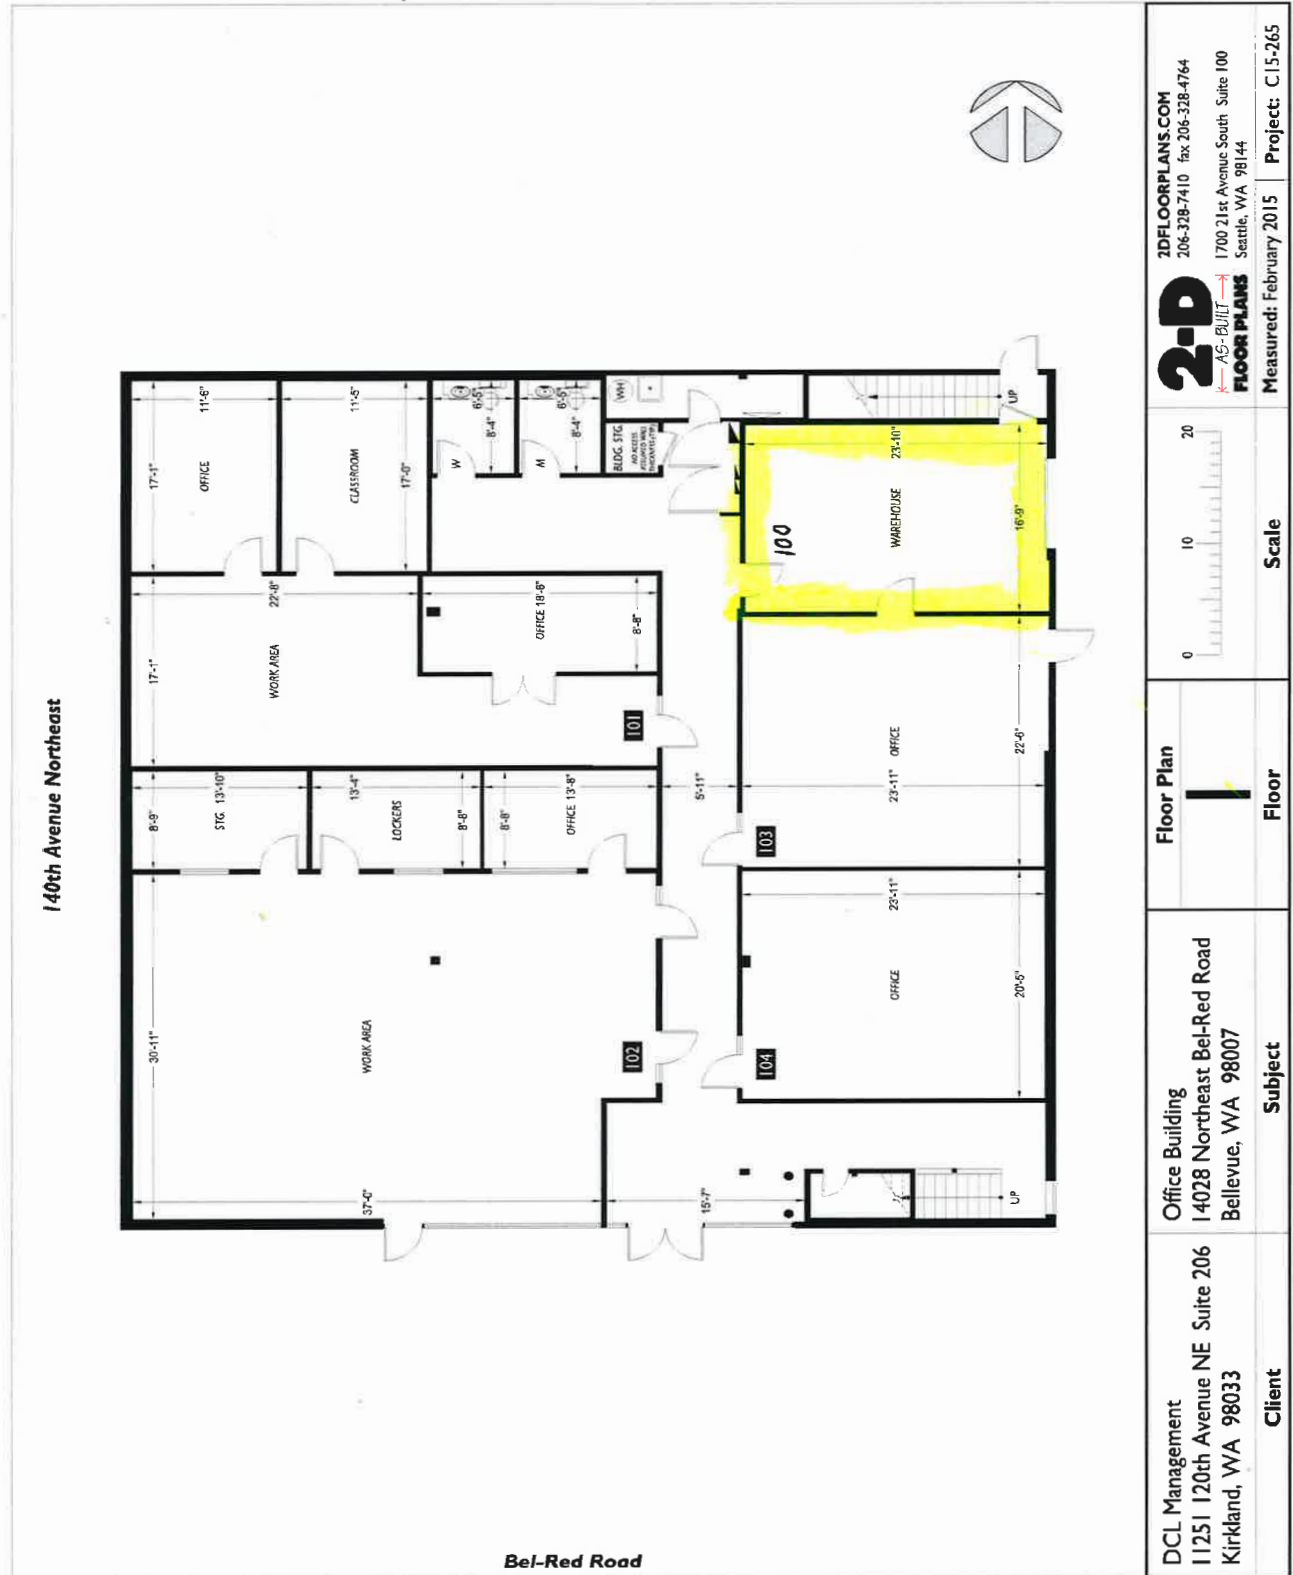 140th Avenue Northeast
Bel-Red Road
17'-1"
11'-6"
OFFICE
CLASSROOM
11'-5"
17'-0"
W
6'-5"
8'-4"
M
6'-5"
8'-4"
BLDG. STG.
NO ACCESS
ASSUMED WALL
THICKNESS (TYP)
WH
UP
17'-1"
22'-8"
WORK AREA
OFFICE 18'-6"
8'-8"
101
8'-9"
STG. 13'-10"
13'-4"
LOCKERS
8'-8"
8'-8"
OFFICE 13'-8"
5'-11"
100
WAREHOUSE
23'-10"
16'-9"
OFFICE
23'-11"
22'-6"
103
30'-11"
WORK AREA
37'-0"
102
104
23'-11"
OFFICE
20'-5"
15'-7"
UP
DCL Management
11251 120th Avenue NE Suite 206
Kirkland, WA 98033
Client
Office Building
14028 Northeast Bel-Red Road
Bellevue, WA 98007
Subject
Floor Plan
1
Floor
0 10 20
Scale
2-D
AS-BUILT
FLOOR PLANS
2DFLOORPLANS.COM
206-328-7410 fax 206-328-4764
1700 21st Avenue South Suite 100
Seattle, WA 98144
Measured: February 2015
Project: C15-265